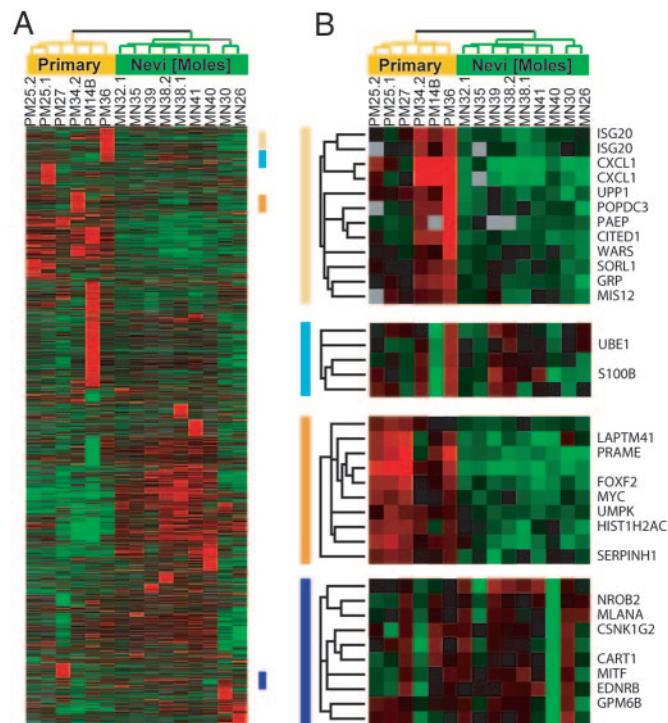 A
B
Primary
Nevi [Moles]
Primary
Nevi [Moles]
PM25.2
PM25.1
PM27
PM34.2
PM14B
PM36
MN32.1
MN35
MN39
MN38.2
MN38.1
MN41
MN40
MN30
MN26
PM25.2
PM25.1
PM27
PM34.2
PM14B
PM36
MN32.1
MN35
MN39
MN38.2
MN38.1
MN41
MN40
MN30
MN26
ISG20
ISG20
CXCL1
CXCL1
UPP1
POPDC3
PAEP
CITED1
WARS
SORL1
GRP
MIS12
UBE1
S100B
LAPTM41
PRAME
FOXF2
MYC
UMPK
HIST1H2AC
SERPINH1
NROB2
MLANA
CSNK1G2
CART1
MITF
EDNRB
GPM6B